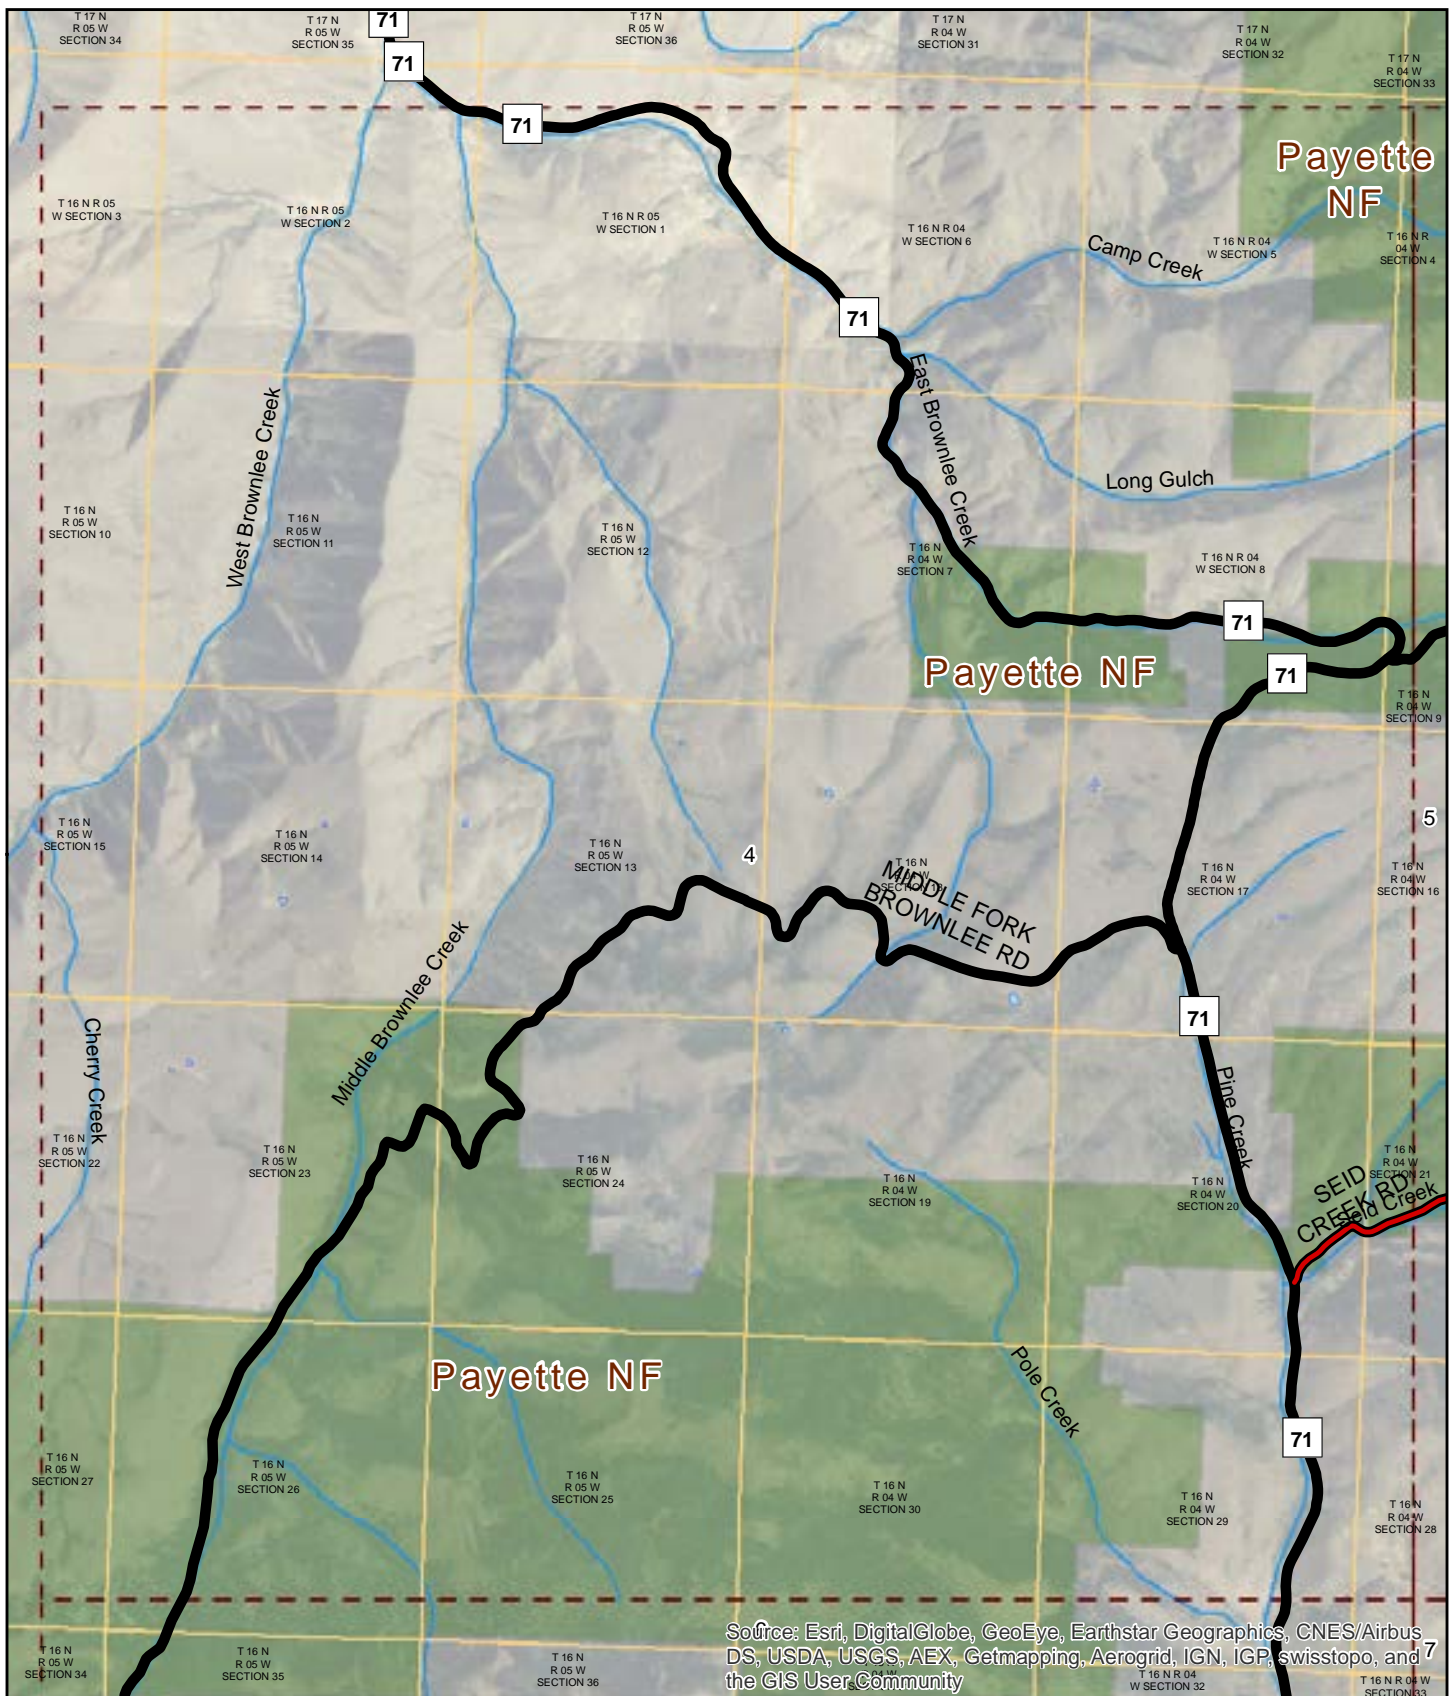 T 17 N
R 05 W
SECTION 34
T 17 N
R 05 W
SECTION 35
71
T 17 N
R 05 W
SECTION 36
T 17 N
R 04 W
SECTION 31
T 17 N
R 04 W
SECTION 32
T 17 N
R 04 W
SECTION 33
71
71
Payette
NF
T 16 N R 05
W SECTION 3
T 16 N R 05
W SECTION 2
T 16 N R 05
W SECTION 1
T 16 N R 04
W SECTION 6
Camp Creek
T 16 N R 04
W SECTION 5
T 16 N R
04 W
SECTION 4
71
East Brownlee Creek
West Brownlee Creek
Long Gulch
T 16 N
R 05 W
SECTION 10
T 16 N
R 05 W
SECTION 11
T 16 N
R 05 W
SECTION 12
T 16 N
R 04 W
SECTION 7
T 16 N R 04
W SECTION 8
71
Payette NF
71
T 16 N
R 04 W
SECTION 9
T 16 N
R 05 W
SECTION 15
T 16 N
R 05 W
SECTION 14
T 16 N
R 05 W
SECTION 13
4
5
T 16 N
MIDDLE FORK
BROWNLEE RD
T 16 N
R 04 W
SECTION 17
T 16 N
R 04 W
SECTION 16
Middle Brownlee Creek
71
Cherry Creek
Pine Creek
T 16 N
R 05 W
SECTION 22
T 16 N
R 05 W
SECTION 23
T 16 N
R 05 W
SECTION 24
T 16 N
R 04 W
SECTION 19
T 16 N
R 04 W
SECTION 20
T 16 N
R 04 W
SECTION 21
SEID
CREEK RD
Seid Creek
Payette NF
Pole Creek
71
T 16 N
R 05 W
SECTION 27
T 16 N
R 05 W
SECTION 26
T 16 N
R 05 W
SECTION 25
T 16 N
R 04 W
SECTION 30
T 16 N
R 04 W
SECTION 29
T 16 N
R 04 W
SECTION 28
T 16 N
R 05 W
SECTION 34
T 16 N
R 05 W
SECTION 35
T 16 N
R 05 W
SECTION 36
T 16 N R 04
W SECTION 32
T 16 N R 04 W
SECTION 33
7
Source: Esri, DigitalGlobe, GeoEye, Earthstar Geographics, CNES/Airbus
DS, USDA, USGS, AEX, Getmapping, Aerogrid, IGN, IGP, swisstopo, and
the GIS User Community